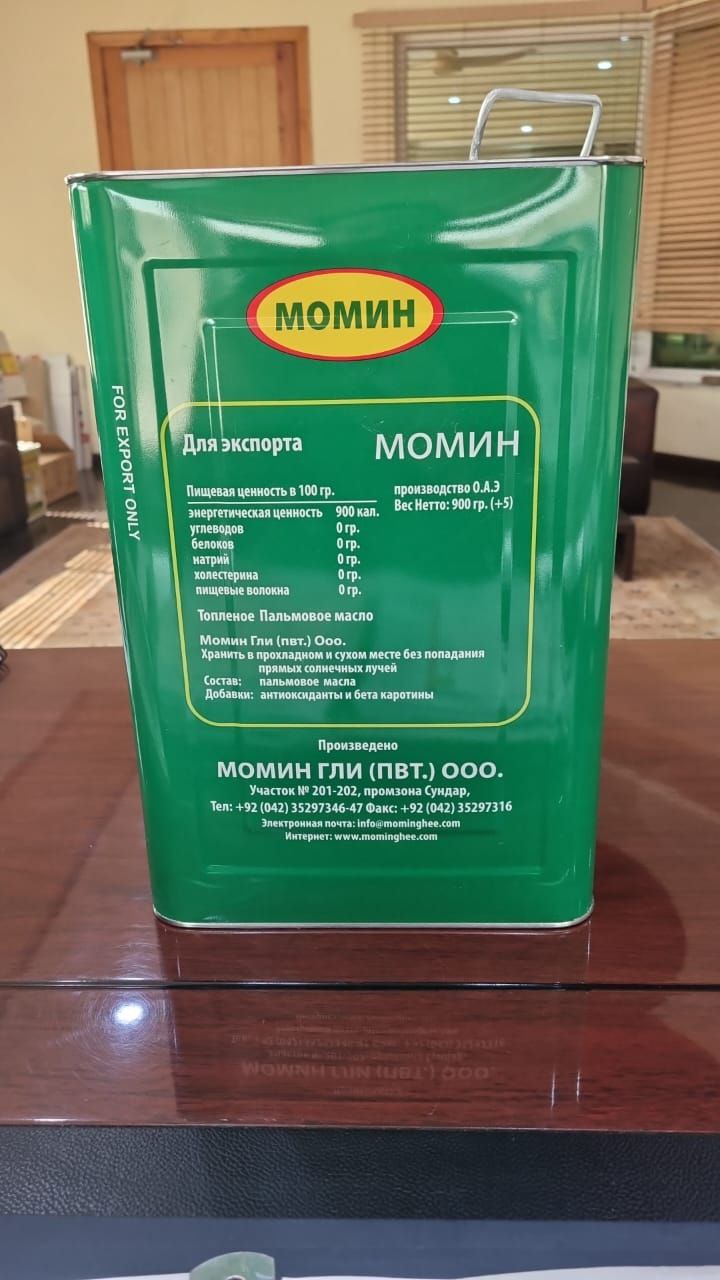 МОМИН
FOR EXPORT ONLY
Для экспорта МОМИН
Пищевая ценность в 100 гр.
производство О.А.Э
Вес Нетто: 900 гр. (+5)
энергетическая ценность 900 кал.
углеводов 0 гр.
белоков 0 гр.
натрий 0 гр.
холестерина 0 гр.
пищевые волокна 0 гр.
Топленое Пальмовое масло
Момин Гли (пвт.) Ооо.
Хранить в прохладном и сухом месте без попадания
прямых солнечных лучей
Состав: пальмовое масла
Добавки: антиоксиданты и бета каротины
Произведено
МОМИН ГЛИ (ПВТ.) ООО.
Участок № 201-202, промзона Сундар,
Тел: +92 (042) 35297346-47 Факс: +92 (042) 35297316
Электронная почта: info@mominghee.com
Интернет: www.mominghee.com